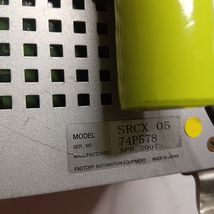 MODEL SRCX 05
SER. NO 74P578
MANUFACTURED APR. 2007
FACTORY AUTOMATION EQUIPMENT MADE IN JAPAN